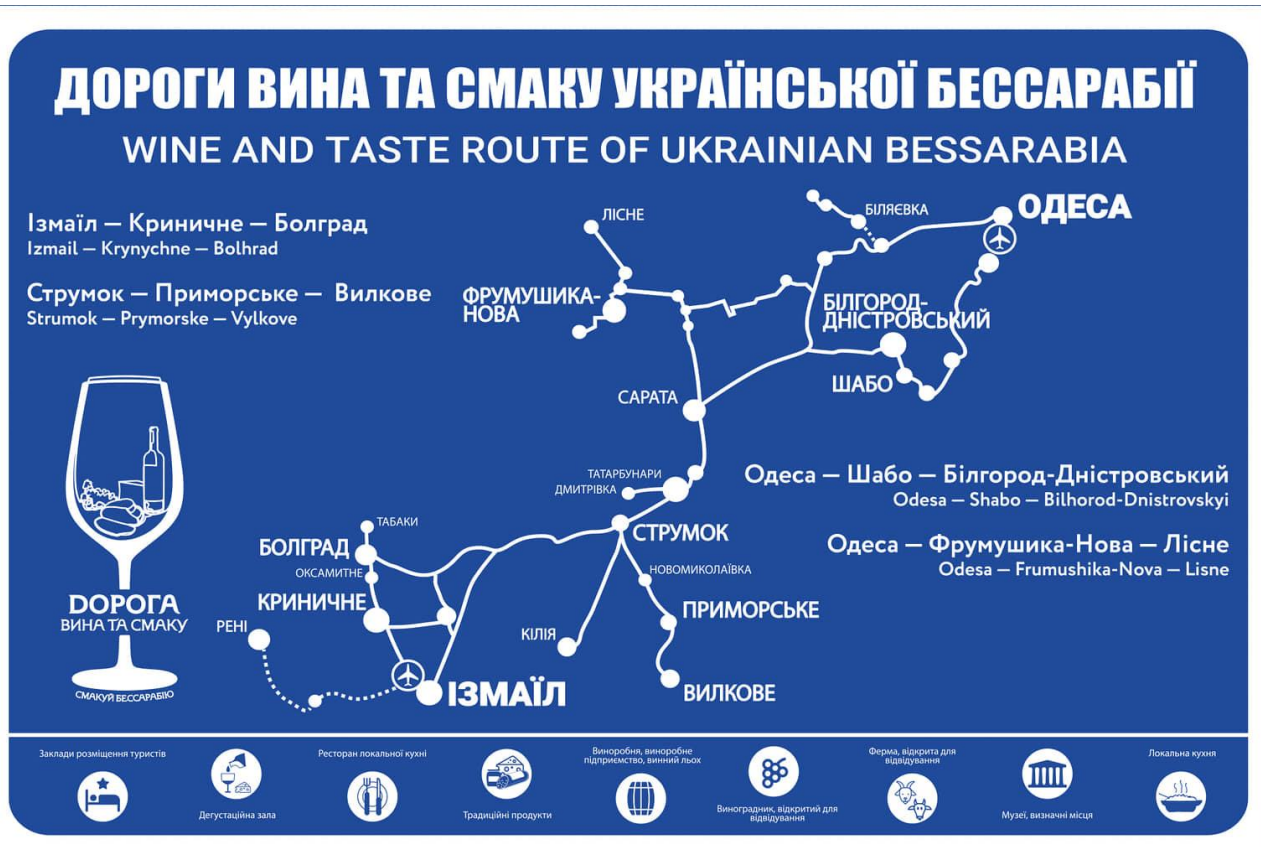 ДОРОГИ ВИНА ТА СМАКУ УКРАЇНСЬКОЇ БЕССАРАБІЇ
WINE AND TASTE ROUTE OF UKRAINIAN BESSARABIA
Ізмаїл — Криничне — Болград
Izmail — Krynychne — Bolhrad
Струмок — Приморське — Вилкове
Strumok — Prymorske — Vylkove
ЛІСНЕ
БІЛЯЄВКА
ОДЕСА
ФРУМУШИКА-
НОВА
БІЛГОРОД-
ДНІСТРОВСЬКИЙ
ШАБО
САРАТА
ТАТАРБУНАРИ
ДМИТРІВКА
Одеса — Шабо — Білгород-Дністровський
Odesa — Shabo — Bilhorod-Dnistrovskyi
Одеса — Фрумушика-Нова — Лісне
Odesa — Frumushika-Nova — Lisne
ТАБАКИ
БОЛГРАД
ОКСАМИТНЕ
КРИНИЧНЕ
РЕНІ
ІЗМАЇЛ
СТРУМОК
НОВОМИКОЛАЇВКА
ПРИМОРСЬКЕ
КІЛІЯ
ВИЛКОВЕ
DОРОГА
ВИНА ТА СМАКУ
СМАКУЙ БЕССАРАБІЮ
Заклади розміщення туристів
Дегустаційна зала
Ресторан локальної кухні
Традиційні продукти
Виноробня, виноробне
підприємство, винний льох
Виноградник, відкритий для
відвідування
Ферма, відкрита для
відвідування
Музеї, визначні місця
Локальна кухня